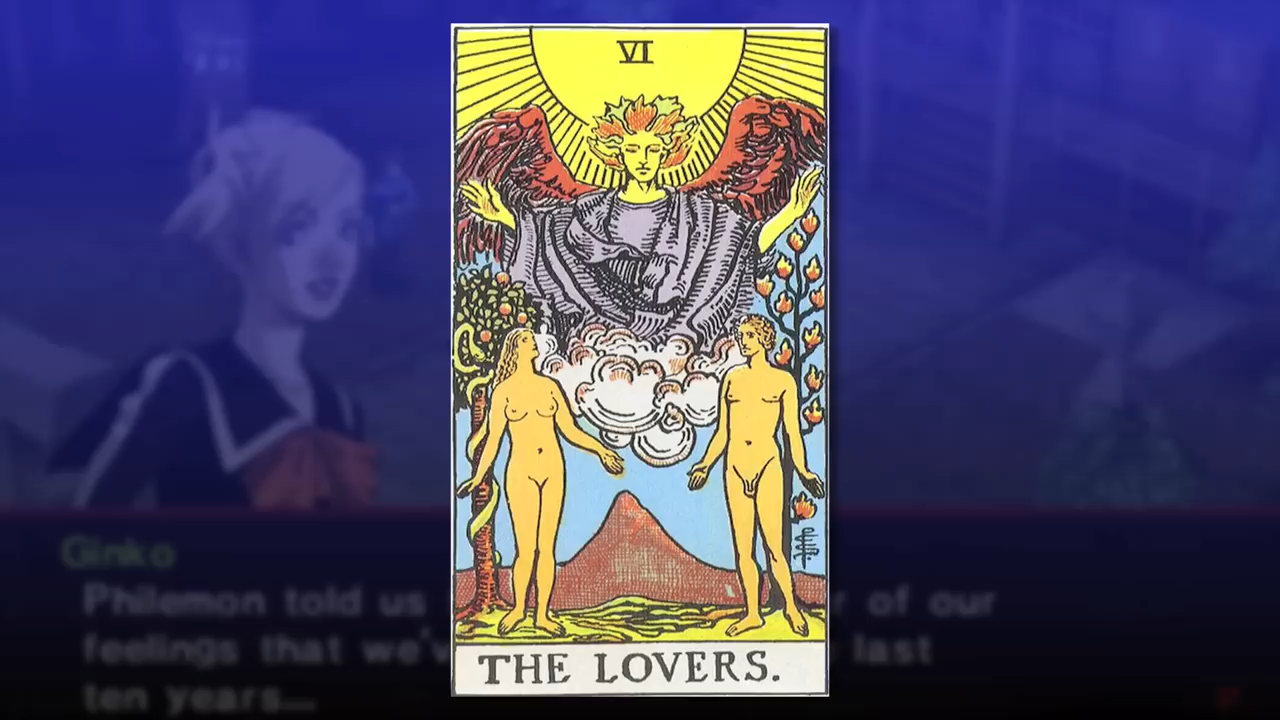 VI
THE LOVERS.
Ginko
Philemon told us of our
feelings that we'v last
ten years...